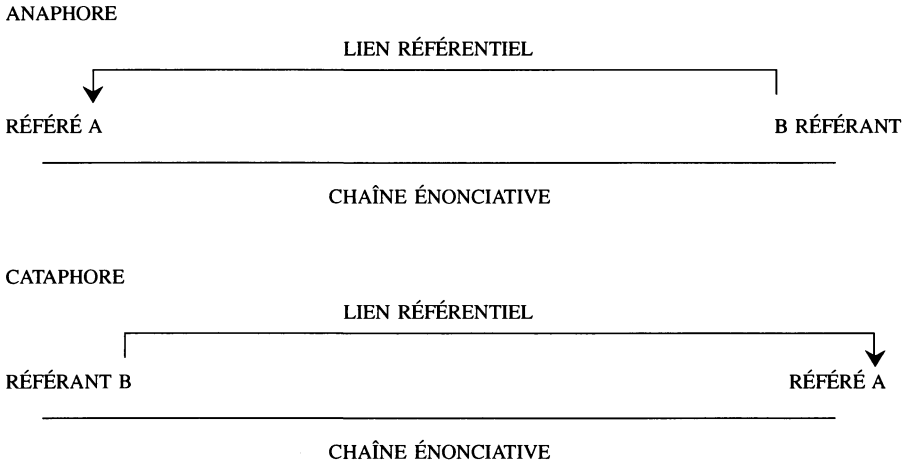 ANAPHORE
LIEN RÉFÉRENTIEL
RÉFÉRÉ A
B RÉFÉRANT
CHAÎNE ÉNONCIATIVE
CATAPHORE
LIEN RÉFÉRENTIEL
RÉFÉRANT B
RÉFÉRÉ A
CHAÎNE ÉNONCIATIVE